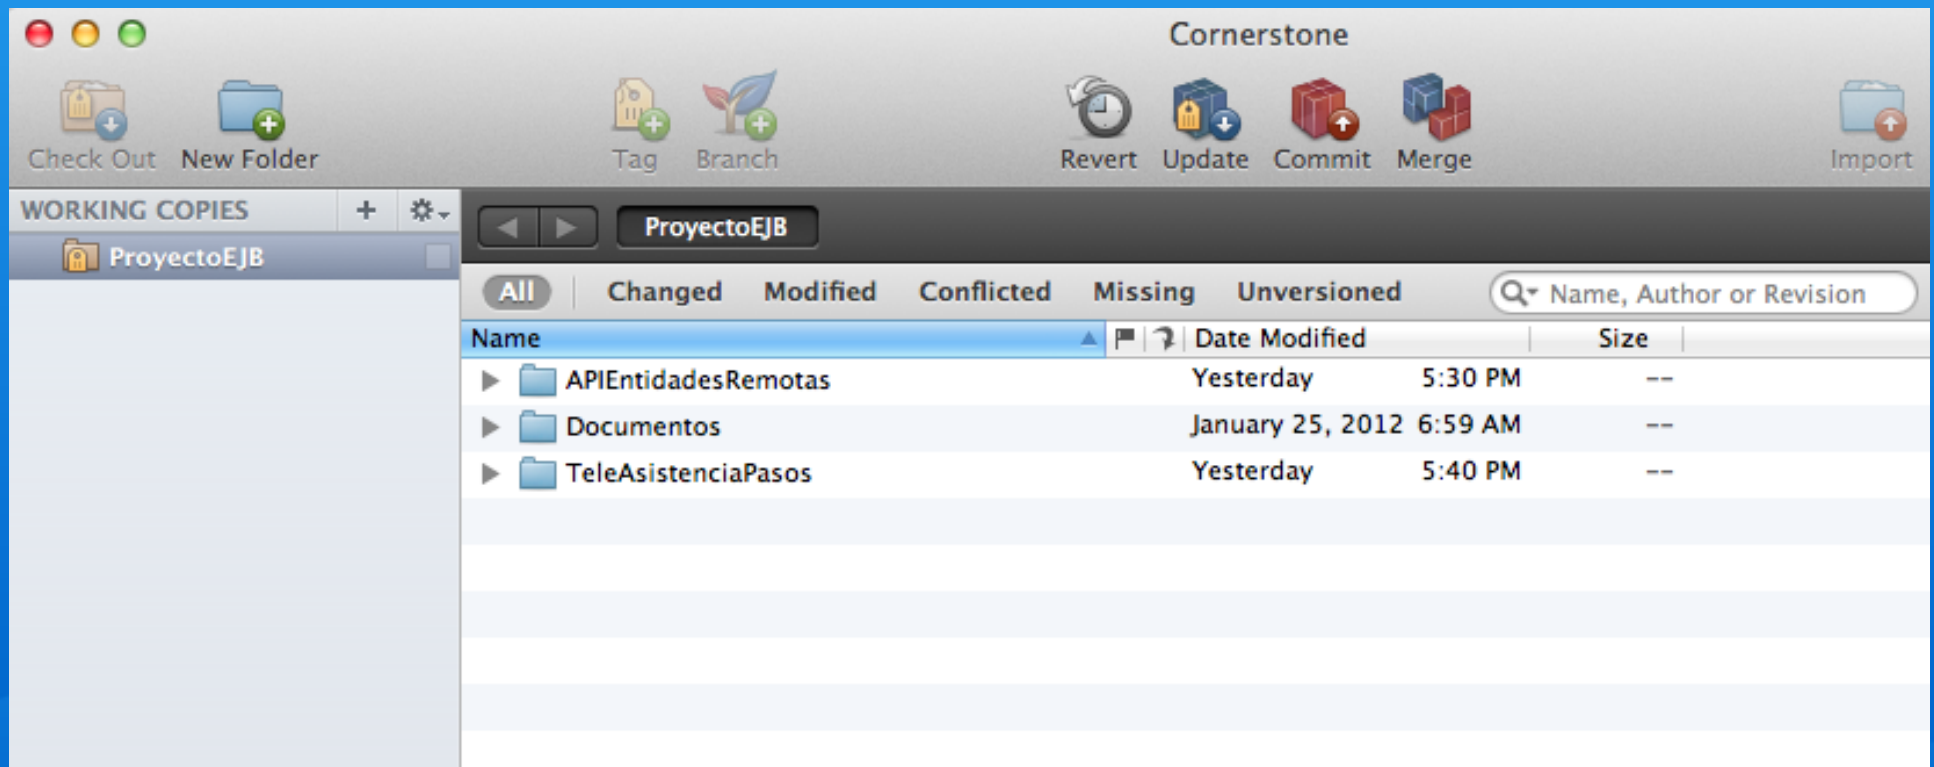 Cornerstone
Check Out New Folder Tag Branch Revert Update Commit Merge Import
WORKING COPIES
ProyectoEJB
ProyectoEJB
All Changed Modified Conflicted Missing Unversioned Name, Author or Revision
Name Date Modified Size
APIEntidadesRemotas Yesterday 5:30 PM --
Documentos January 25, 2012 6:59 AM --
TeleAsistenciaPasos Yesterday 5:40 PM --